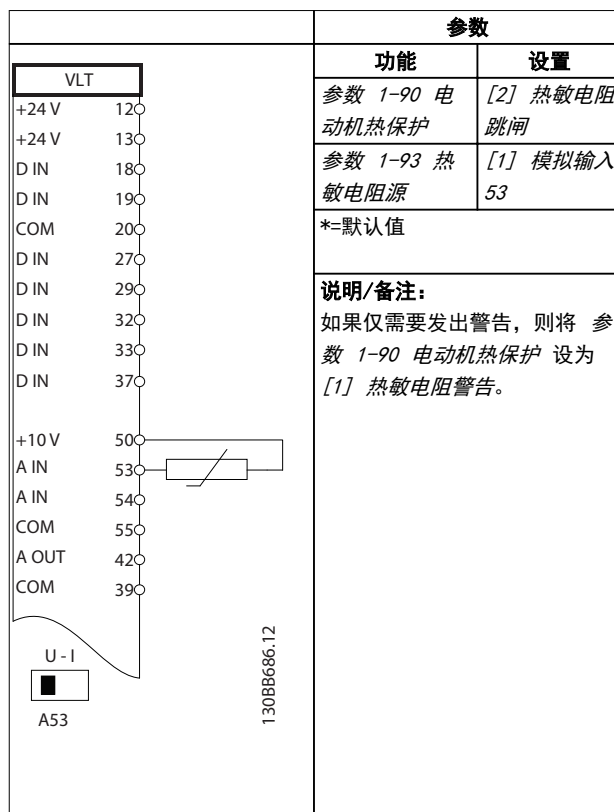 VLT
+24 V 12
+24 V 13
D IN 18
D IN 19
COM 20
D IN 27
D IN 29
D IN 32
D IN 33
D IN 37
+10 V 50
A IN 53
A IN 54
COM 55
A OUT 42
COM 39
U - I
A53
130BB686.12
参数
功能 设置
参数 1-90 电 [2] 热敏电阻
动机热保护 跳闸
参数 1-93 热 [1] 模拟输入
敏电阻源 53
*=默认值
说明/备注:
如果仅需要发出警告，则将 参
数 1-90 电动机热保护 设为
[1] 热敏电阻警告。